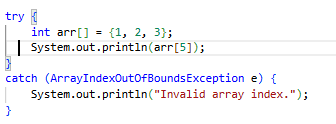 try {
    int arr[] = {1, 2, 3};
    System.out.println(arr[5]);
}
catch (ArrayIndexOutOfBoundsException e) {
    System.out.println("Invalid array index.");
}